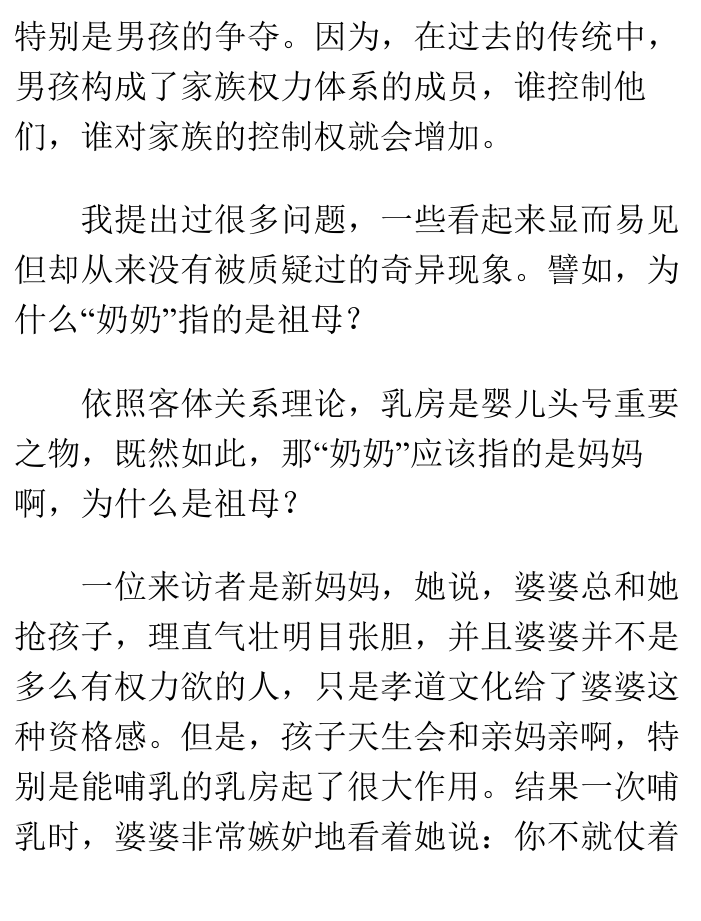 特别是男孩的争夺。因为，在过去的传统中，
男孩构成了家族权力体系的成员，谁控制他
们，谁对家族的控制权就会增加。
我提出过很多问题，一些看起来显而易见
但却从来没有被质疑过的奇异现象。譬如，为
什么“奶奶”指的是祖母？
依照客体关系理论，乳房是婴儿头号重要
之物，既然如此，那“奶奶”应该指的是妈妈
啊，为什么是祖母？
一位来访者是新妈妈，她说，婆婆总和她
抢孩子，理直气壮明目张胆，并且婆婆并不是
多么有权力欲的人，只是孝道文化给了婆婆这
种资格感。但是，孩子天生会和亲妈亲啊，特
别是能哺乳的乳房起了很大作用。结果一次哺
乳时，婆婆非常嫉妒地看着她说：你不就仗着